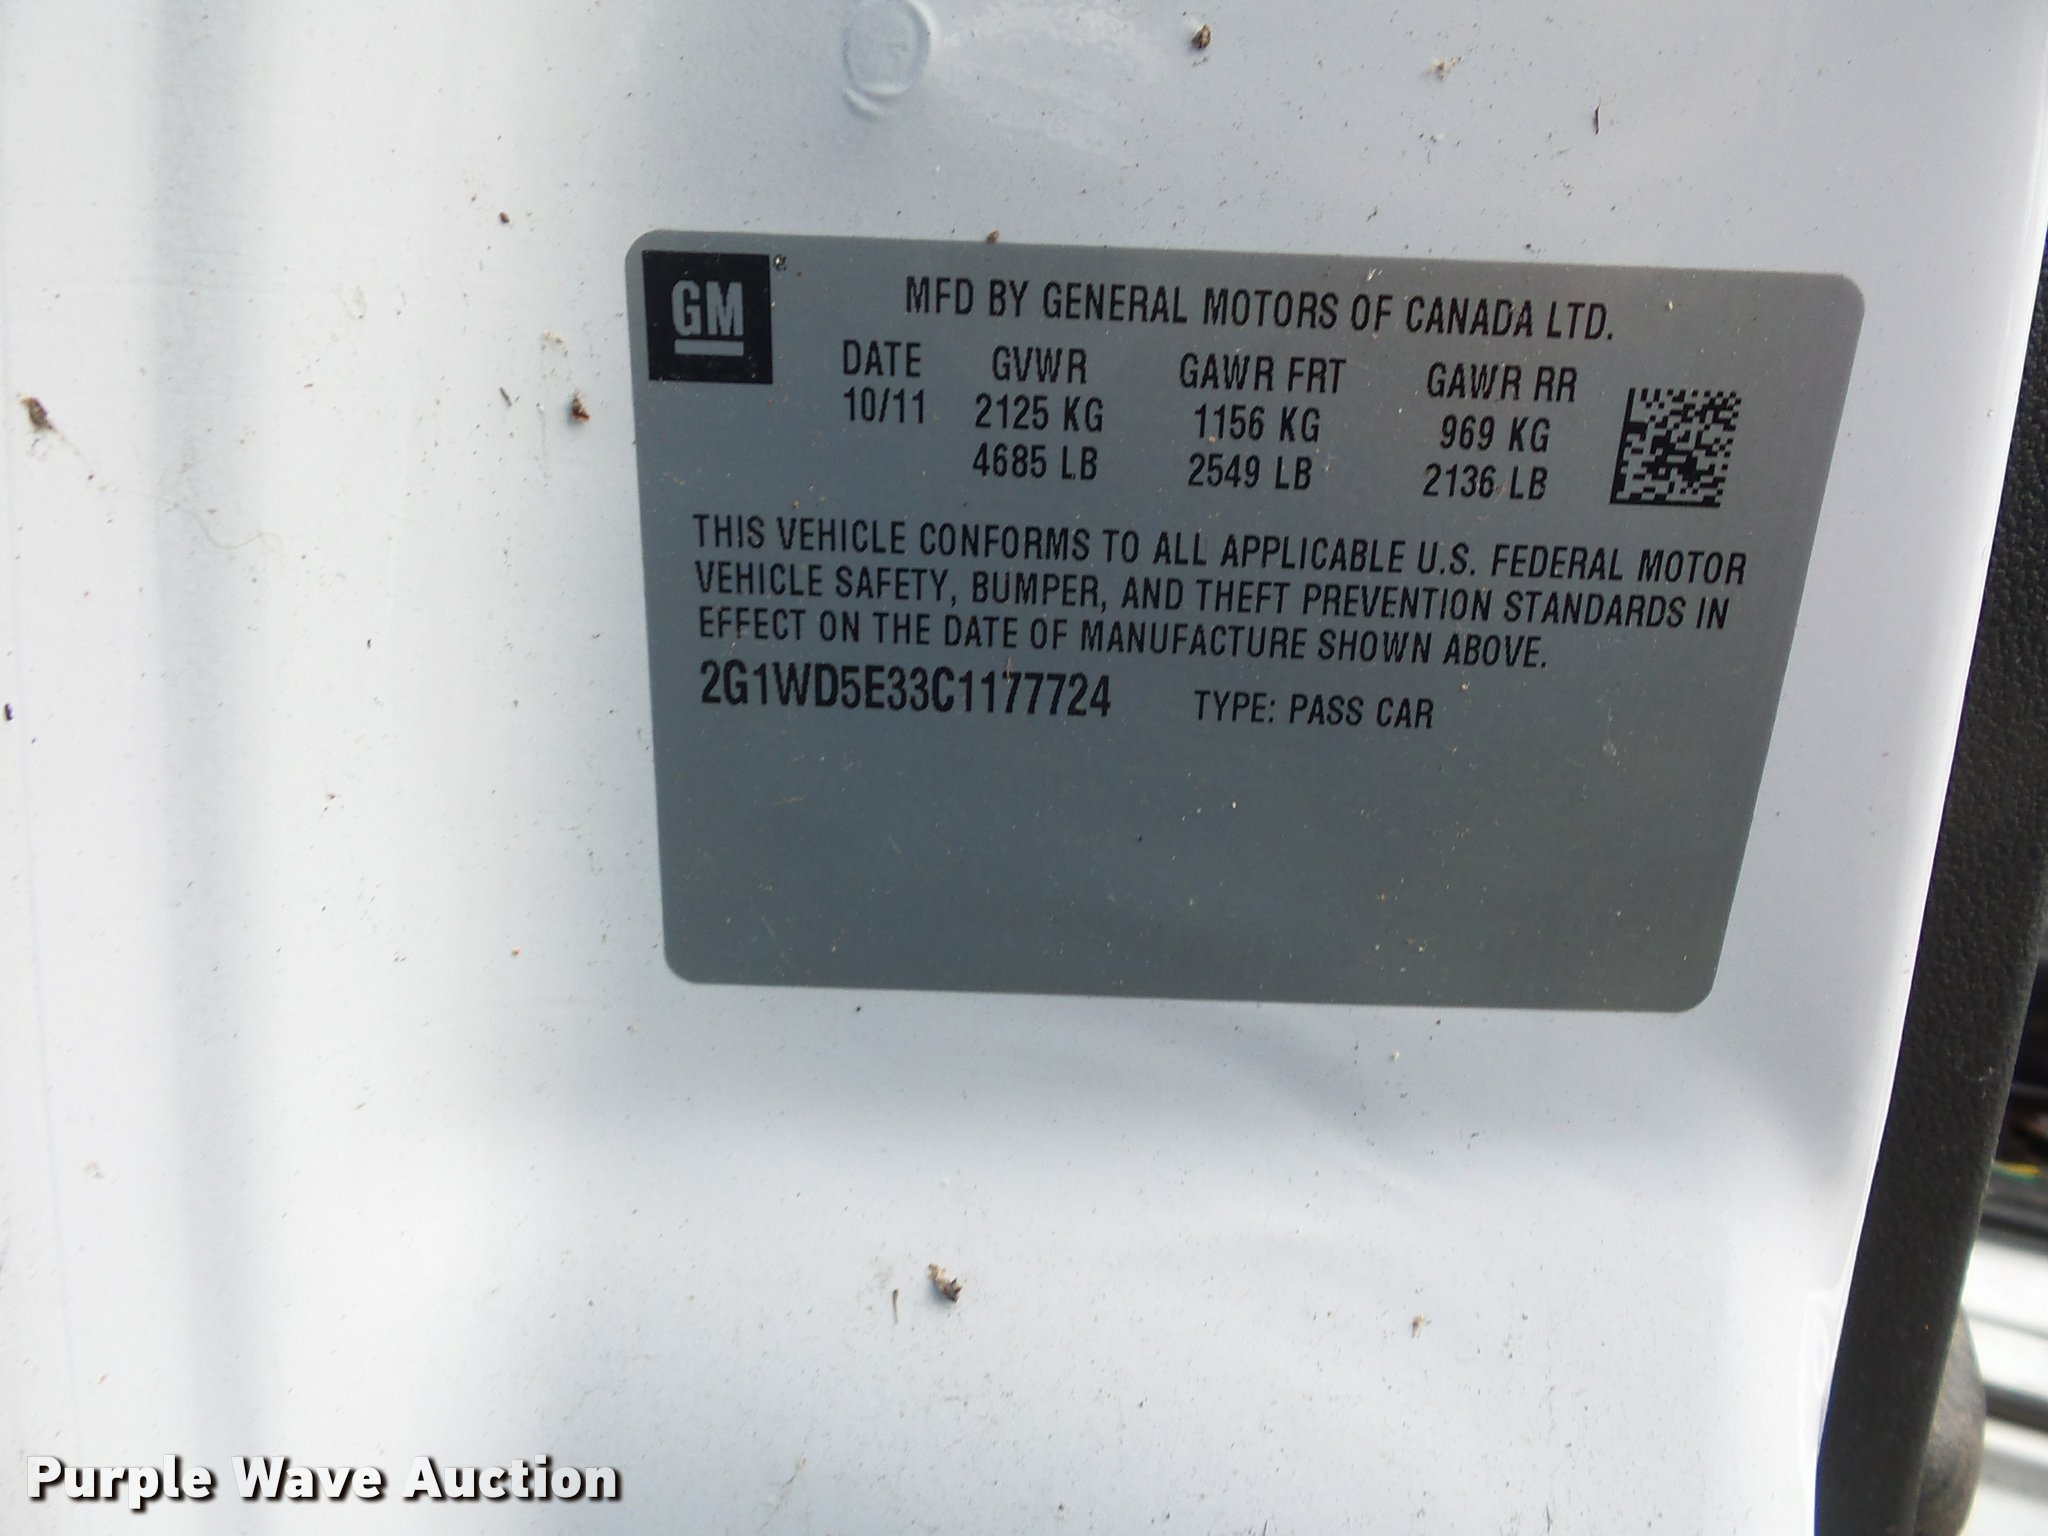 GM
®
MFD BY GENERAL MOTORS OF CANADA LTD.
DATE GVWR GAWR FRT GAWR RR
10/11 2125 KG 1156 KG 969 KG
4685 LB 2549 LB 2136 LB
THIS VEHICLE CONFORMS TO ALL APPLICABLE U.S. FEDERAL MOTOR
VEHICLE SAFETY, BUMPER, AND THEFT PREVENTION STANDARDS IN
EFFECT ON THE DATE OF MANUFACTURE SHOWN ABOVE.
2G1WD5E33C1177724 TYPE: PASS CAR
Purple Wave Auction